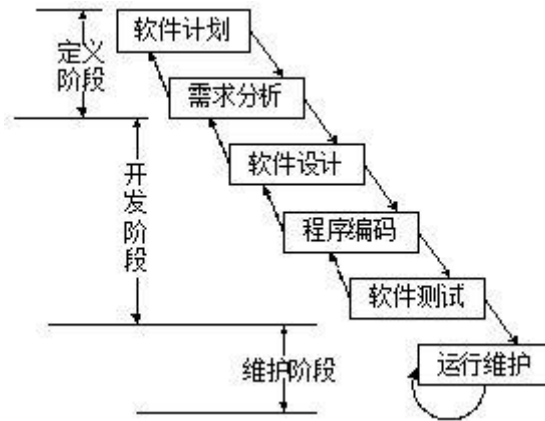 软件计划
定义
阶段
需求分析
软件设计
开
发
阶
段
程序编码
软件测试
维护阶段
运行维护